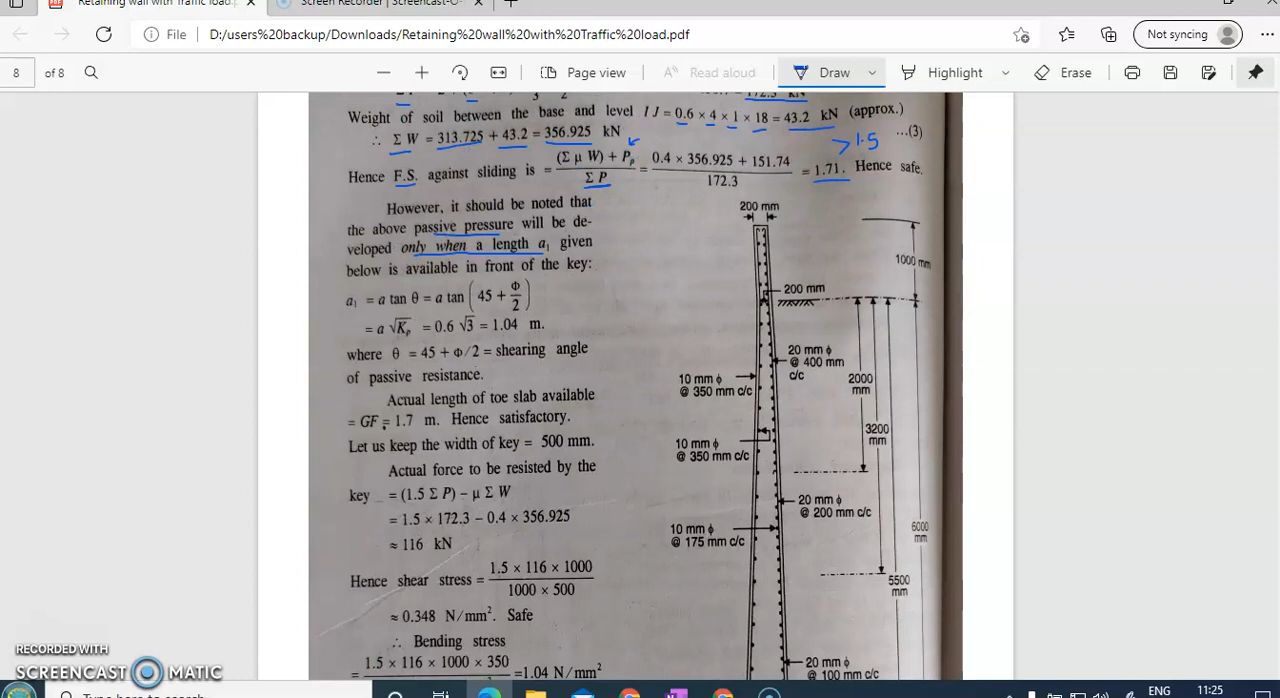 Retaining wall with Traffic load.
Screen Recorder | Screencast-O-
File D:/users%20backup/Downloads/Retaining%20wall%20with%20Traffic%20load.pdf
Not syncing
8 of 8
Page view
Read aloud
Draw
Highlight
Erase
Weight of soil between the base and level I J = 0.6 × 4 × 1 × 18 = 43.2 kN (approx.)
∴ Σ W = 313.725 + 43.2 = 356.925 kN ...(3)
> 1.5
Hence F.S. against sliding is = (Σ μ W) + Pp / Σ P = 0.4 × 356.925 + 151.74 / 172.3 = 1.71. Hence safe.
However, it should be noted that
the above passive pressure will be de-
veloped only when a length a₁ given
below is available in front of the key:
a₁ = a tan θ = a tan ( 45 + Φ/2 )
= a √Kp = 0.6 √3 = 1.04 m.
where θ = 45 + Φ/2 = shearing angle
of passive resistance.
Actual length of toe slab available
= GF = 1.7 m. Hence satisfactory.
Let us keep the width of key = 500 mm.
Actual force to be resisted by the
key = (1.5 Σ P) − μ Σ W
= 1.5 × 172.3 − 0.4 × 356.925
≈ 116 kN
Hence shear stress = 1.5 × 116 × 1000 / 1000 × 500
≈ 0.348 N/mm². Safe
∴ Bending stress
= 1.5 × 116 × 1000 × 350 =1.04 N/mm²
200 mm
1000 mm
200 mm
20 mm ϕ
@ 400 mm
c/c
10 mm ϕ
@ 350 mm c/c
2000
mm
3200
mm
10 mm ϕ
@ 350 mm c/c
20 mm ϕ
@ 200 mm c/c
10 mm ϕ
@ 175 mm c/c
6000
mm
5500
mm
20 mm ϕ
@ 100 mm c/c
RECORDED WITH
SCREENCAST MATIC
Type here to search
ENG
11:25